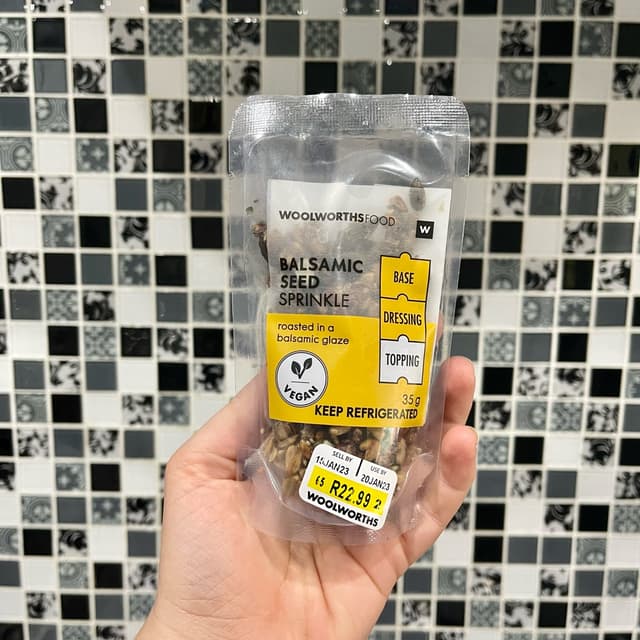 WOOLWORTHSFOOD
W
BALSAMIC
SEED
SPRINKLE
roasted in a
balsamic glaze
VEGAN
BASE
DRESSING
TOPPING
35g
KEEP REFRIGERATED
SELL BY
USE BY
20JAN23
R22.99
WOOLWORTHS